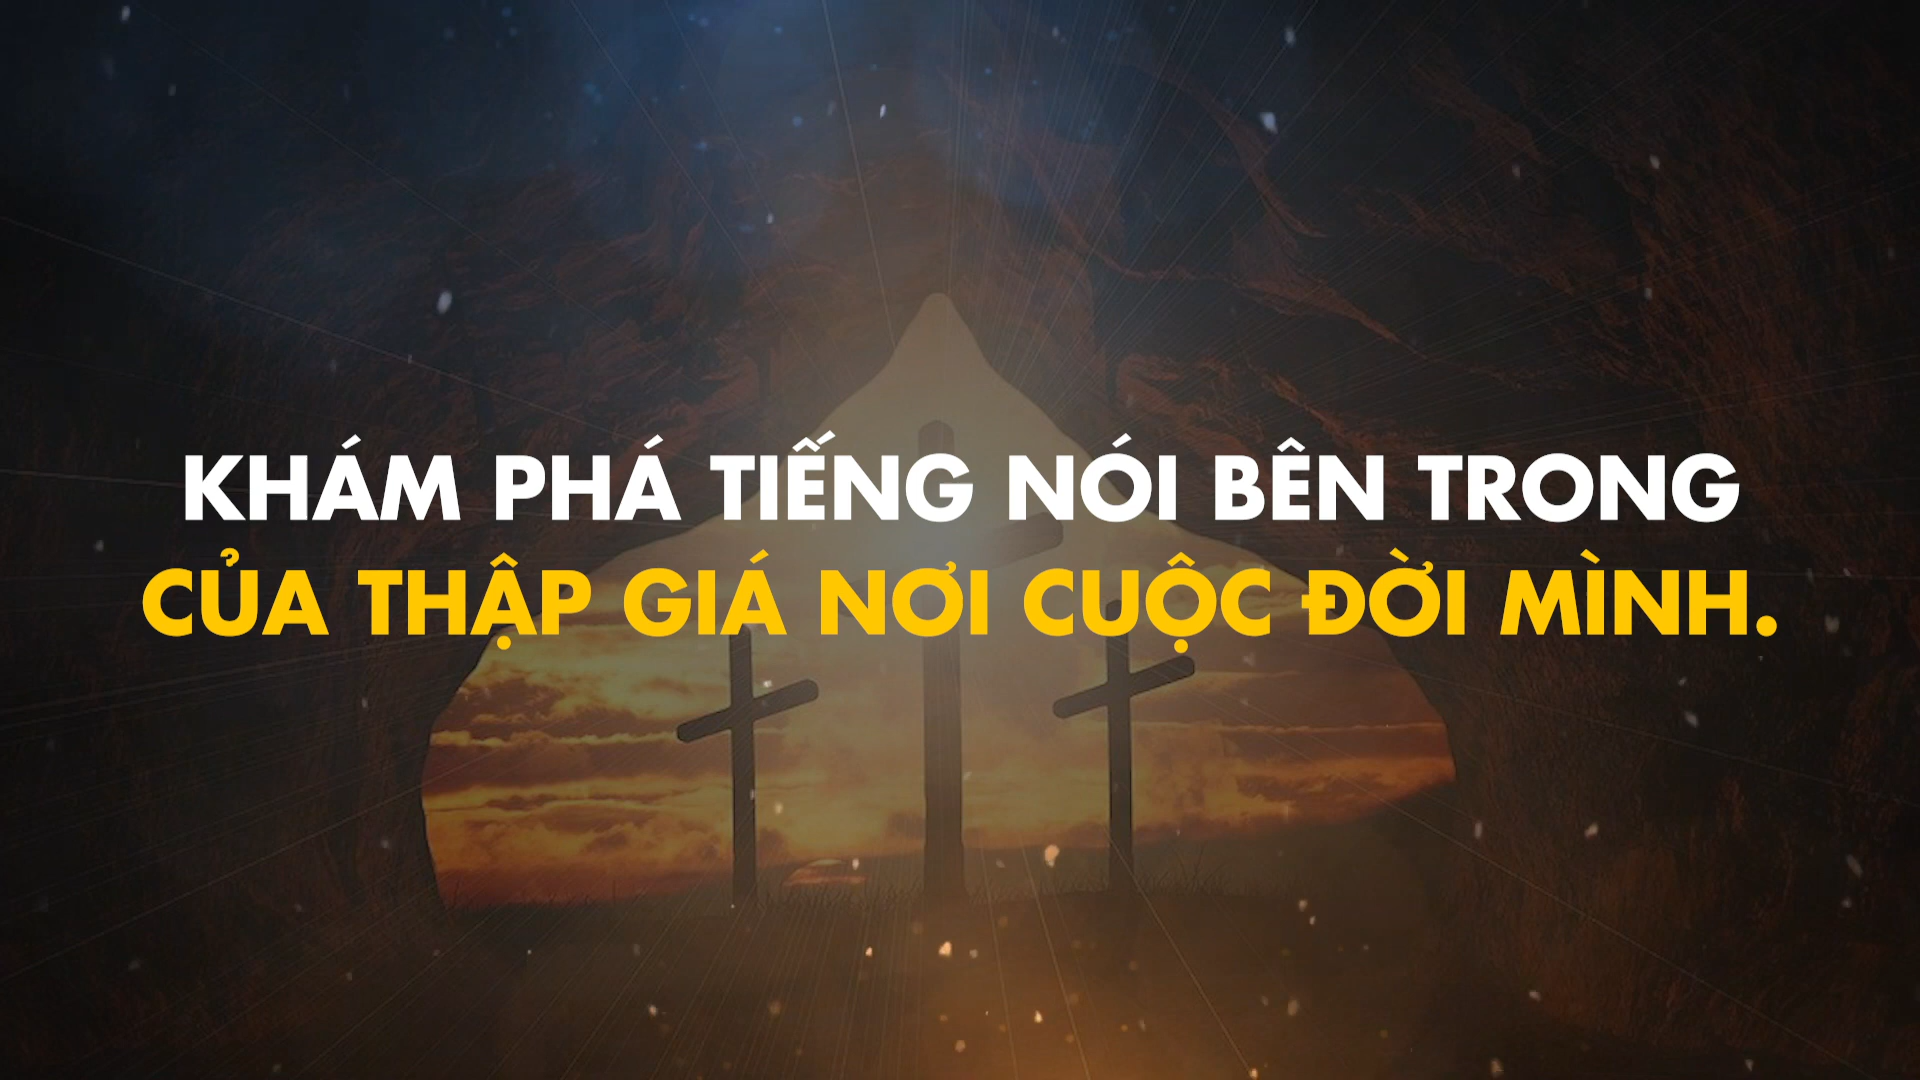 KHÁM PHÁ TIẾNG NÓI BÊN TRONG
CỦA THẬP GIÁ NƠI CUỘC ĐỜI MÌNH.